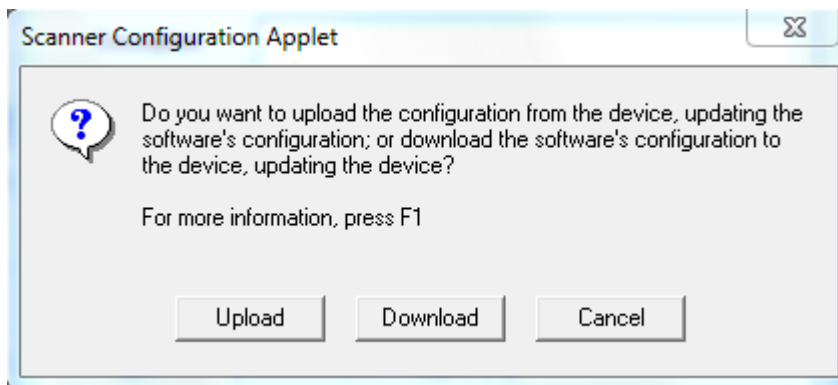 Scanner Configuration Applet
Do you want to upload the configuration from the device, updating the
software's configuration; or download the software's configuration to
the device, updating the device?
For more information, press F1
Upload Download Cancel